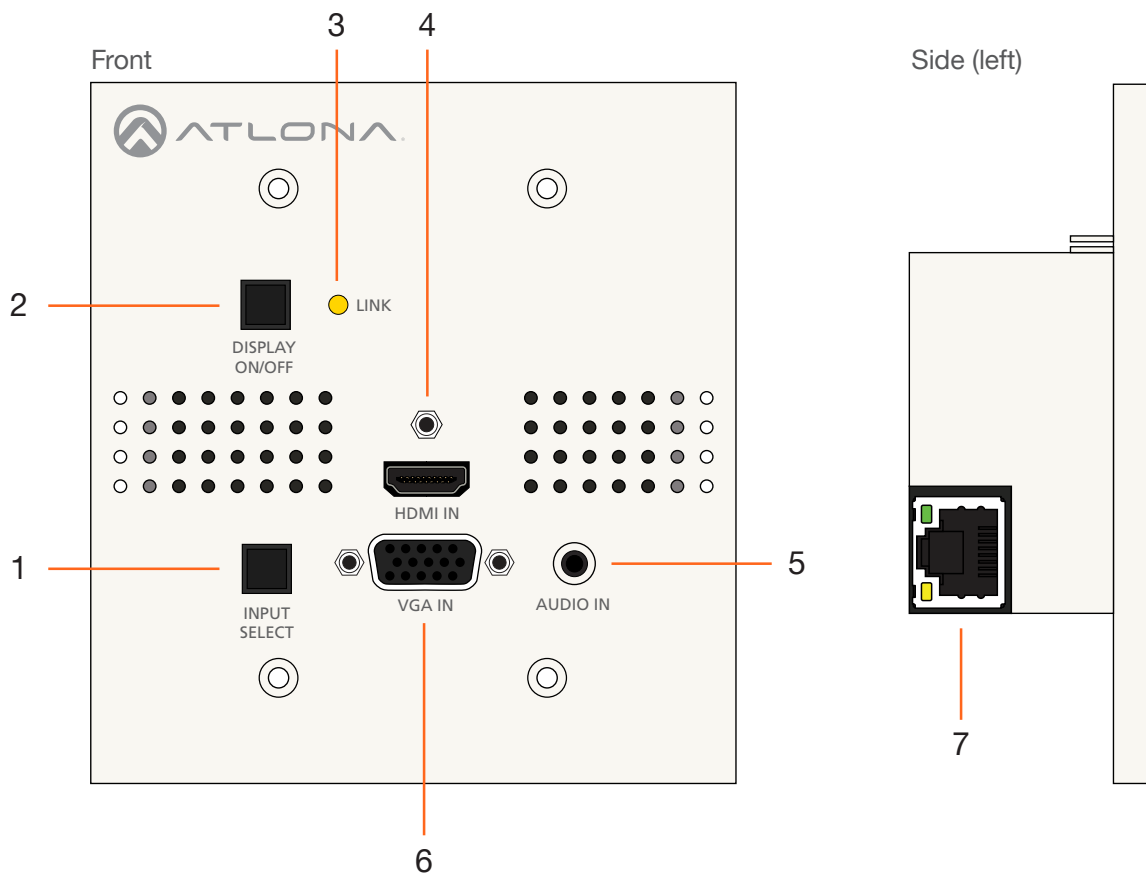 3
4
Front
Side (left)
ATLONA.
2
LINK
DISPLAY
ON/OFF
HDMI IN
1
5
INPUT
SELECT
VGA IN
AUDIO IN
7
6